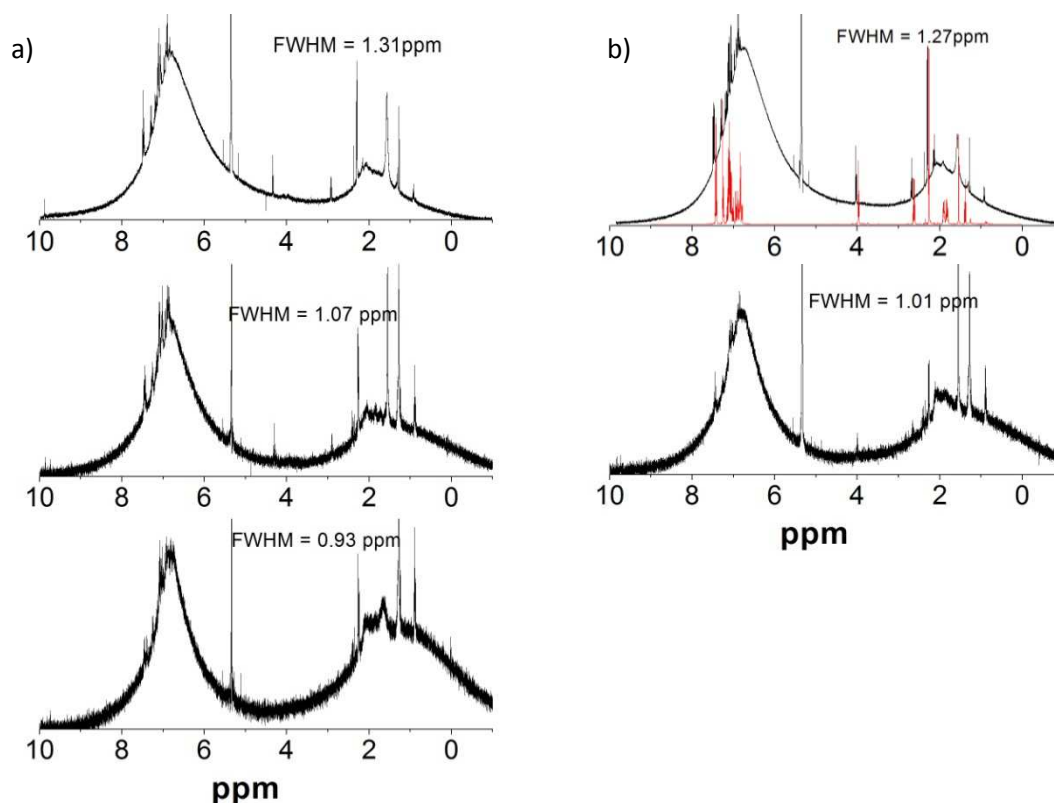 a)
FWHM = 1.31ppm
10 8 6 4 2 0
FWHM = 1.07 ppm
10 8 6 4 2 0
FWHM = 0.93 ppm
10 8 6 4 2 0
ppm
b)
FWHM = 1.27ppm
10 8 6 4 2 0
FWHM = 1.01 ppm
10 8 6 4 2 0
ppm